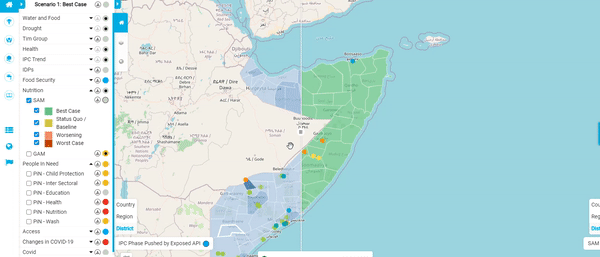 Scenario 1: Best Case
Water and Food
Drought
Tim Group
Health
IPC Trend
IDPs
Food Security
Nutrition
SAM
Best Case
Status Quo /
Baseline
Worsening
Worst Case
GAM
People In Need
PIN - Child Protection
PIN - Inter Sectoral
PIN - Education
PIN - Health
PIN - Nutrition
PIN - Wash
Access
Changes in COVID-19
Covid
Country
Region
District
IPC Phase Pushed by Exposed API
Djibouti
Dire
Dawa
/ Harar
/ Gode
Cou
Reg
Dist
SAM